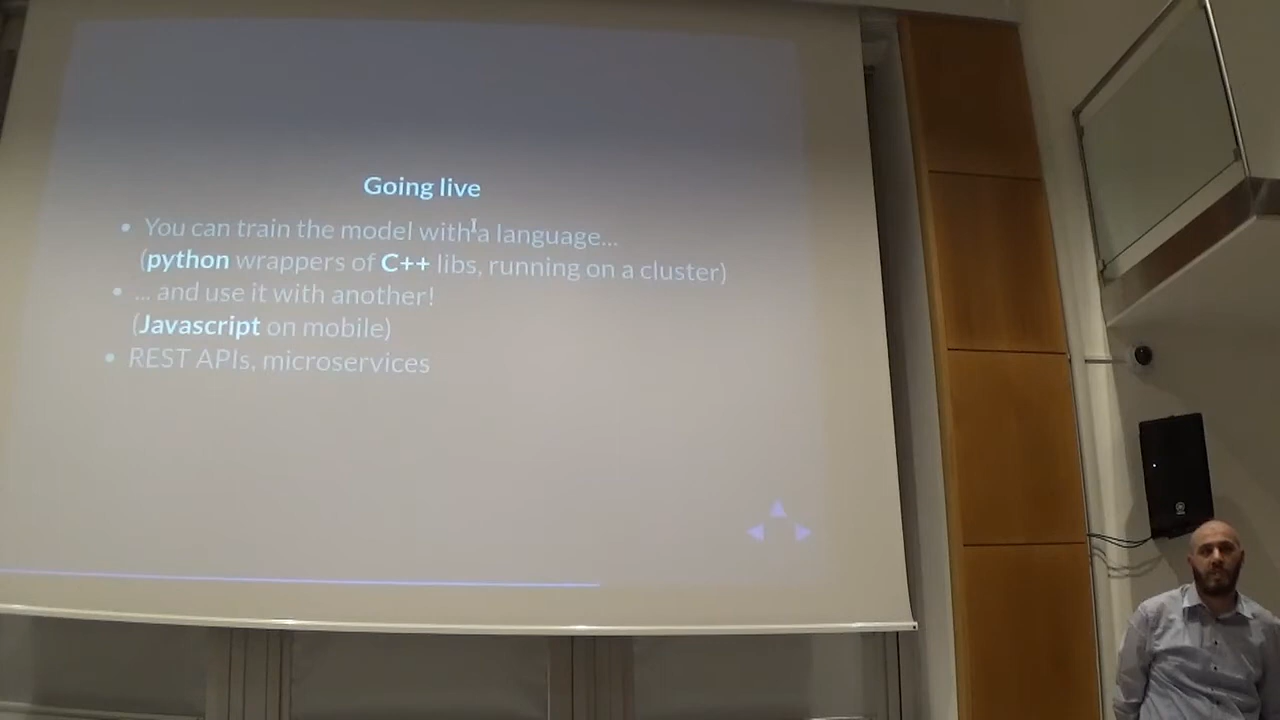 Going live
• You can train the model with a language...
(python wrappers of C++ libs, running on a cluster)
• ... and use it with another!
(Javascript on mobile)
• REST APIs, microservices